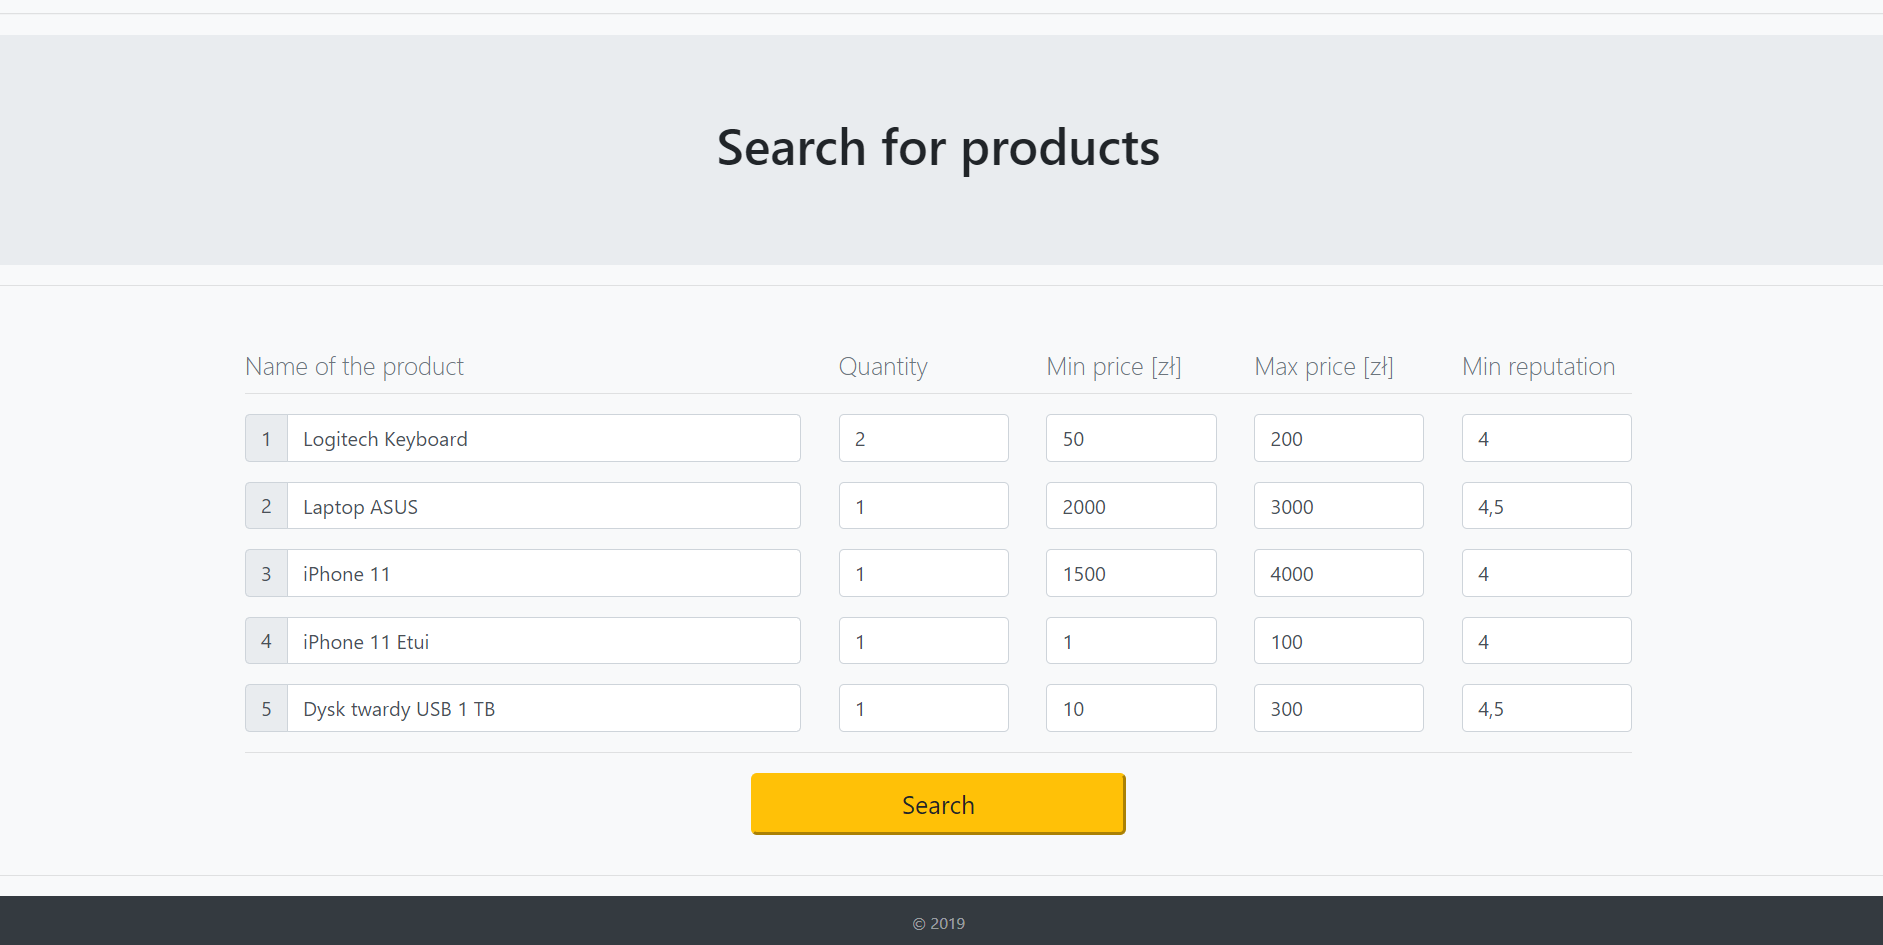 Search for products
Name of the product Quantity Min price [zł] Max price [zł] Min reputation
1 Logitech Keyboard 2 50 200 4
2 Laptop ASUS 1 2000 3000 4,5
3 iPhone 11 1 1500 4000 4
4 iPhone 11 Etui 1 1 100 4
5 Dysk twardy USB 1 TB 1 10 300 4,5
Search
© 2019